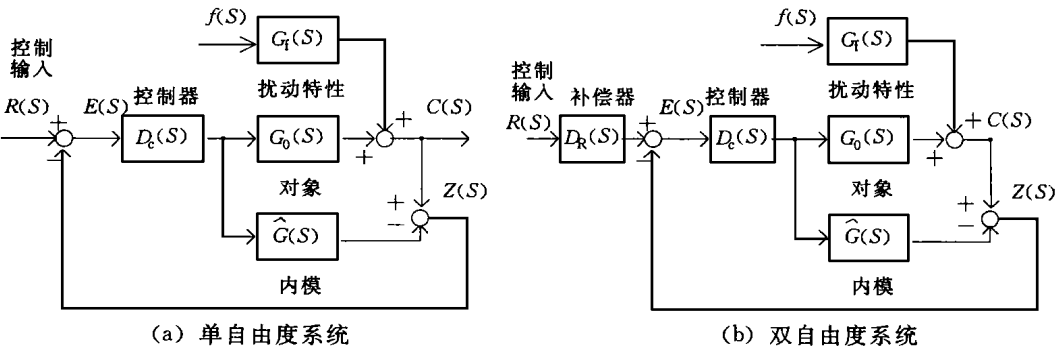 f(S)
G_f(S)
控制
输入
扰动特性
R(S)
+
E(S)
控制器
+
C(S)
−
D_c(S)
G_0(S)
+
对象
Z(S)
+
−
Ĝ(S)
内模
(a) 单自由度系统
f(S)
G_f(S)
控制
输入
补偿器
扰动特性
R(S)
D_R(S)
+
E(S)
控制器
+
C(S)
−
D_c(S)
G_0(S)
+
对象
Z(S)
+
−
Ĝ(S)
内模
(b) 双自由度系统